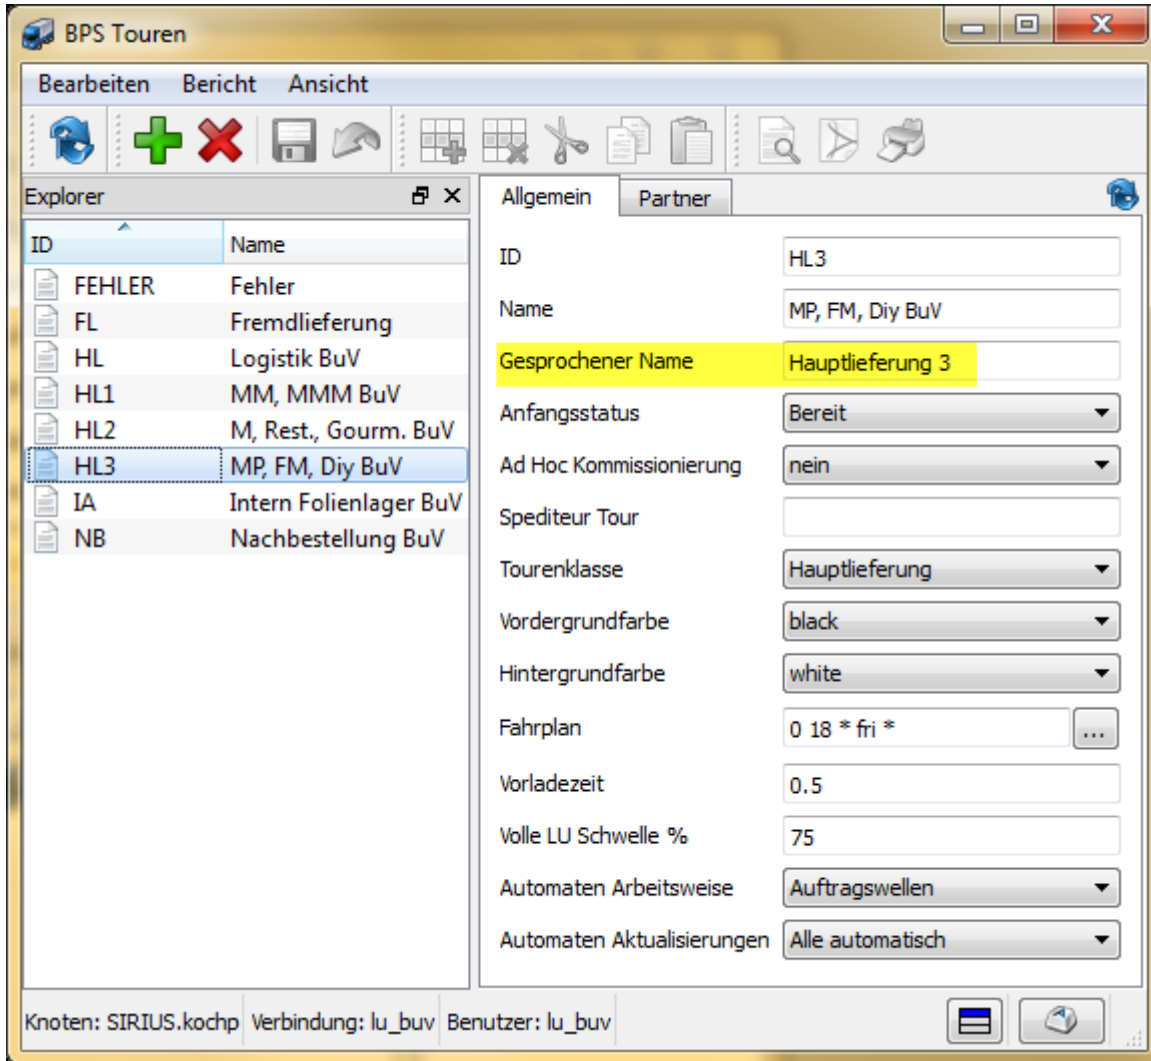 BPS Touren
Bearbeiten Bericht Ansicht
Explorer
ID Name
FEHLER Fehler
FL Fremdlieferung
HL Logistik BuV
HL1 MM, MMM BuV
HL2 M, Rest., Gourm. BuV
HL3 MP, FM, Diy BuV
IA Intern Folienlager BuV
NB Nachbestellung BuV
Allgemein Partner
ID HL3
Name MP, FM, Diy BuV
Gesprochener Name Hauptlieferung 3
Anfangsstatus Bereit
Ad Hoc Kommissionierung nein
Spediteur Tour
Tourenklasse Hauptlieferung
Vordergrundfarbe black
Hintergrundfarbe white
Fahrplan 0 18 * fri * ...
Vorladezeit 0.5
Volle LU Schwelle % 75
Automaten Arbeitsweise Auftragswellen
Automaten Aktualisierungen Alle automatisch
Knoten: SIRIUS.kochp Verbindung: lu_buv Benutzer: lu_buv